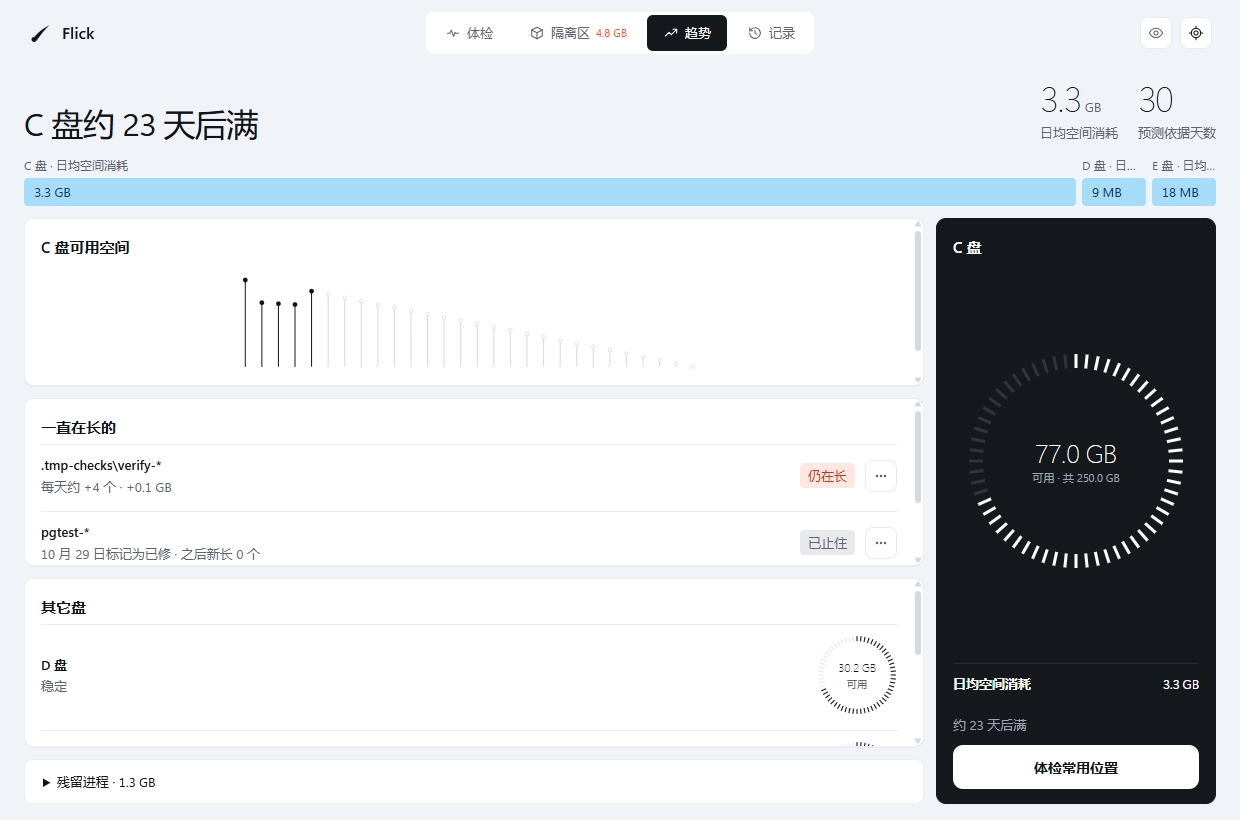 Flick
体检
隔离区 4.8 GB
趋势
记录
C 盘约 23 天后满
3.3 GB
日均空间消耗
30
预测依据天数
C 盘 · 日均空间消耗
D 盘 · 日...
E 盘 · 日均...
3.3 GB
9 MB
18 MB
C 盘可用空间
一直在长的
.tmp-checks\verify-*
每天约 +4 个 · +0.1 GB
仍在长
pgtest-*
10 月 29 日标记为已修 · 之后新长 0 个
已止住
其它盘
D 盘
稳定
30.2 GB
可用
残留进程 · 1.3 GB
C 盘
77.0 GB
可用 · 共 250.0 GB
日均空间消耗
3.3 GB
约 23 天后满
体检常用位置